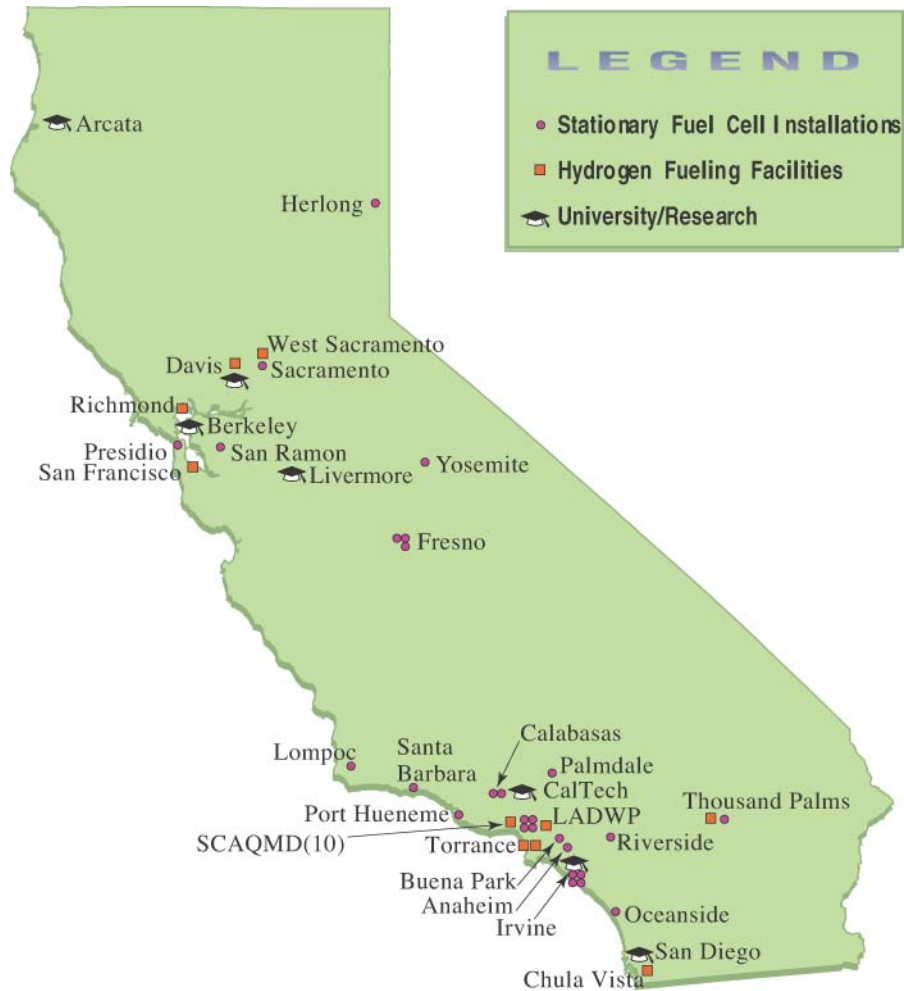 LEGEND
Stationary Fuel Cell Installations
Hydrogen Fueling Facilities
University/Research
Arcata
Herlong
West Sacramento
Davis
Sacramento
Richmond
Berkeley
Presidio
San Ramon
San Francisco
Livermore
Yosemite
Fresno
Calabasas
Lompoc
Santa
Barbara
Palmdale
CalTech
Port Hueneme
LADWP
Thousand Palms
SCAQMD(10)
Torrance
Riverside
Buena Park
Anaheim
Irvine
Oceanside
San Diego
Chula Vista